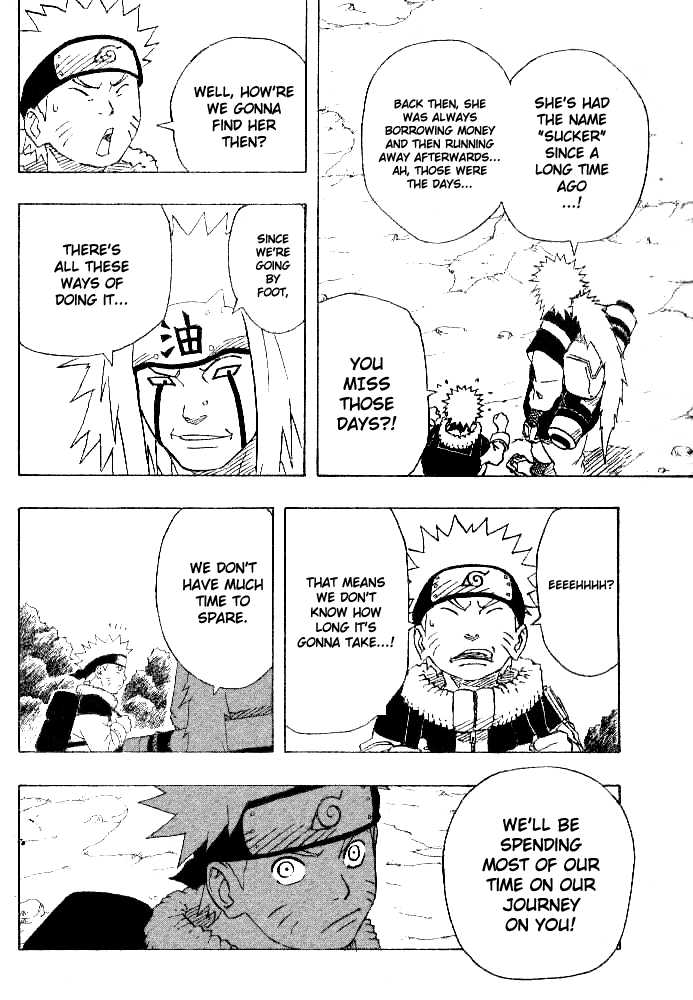 SHE'S HAD
THE NAME
"SUCKER"
SINCE A
LONG TIME
AGO
...!
BACK THEN, SHE
WAS ALWAYS
BORROWING MONEY
AND THEN RUNNING
AWAY AFTERWARDS...
AH, THOSE WERE
THE DAYS...
YOU
MISS
THOSE
DAYS?!
WELL, HOW'RE
WE GONNA
FIND HER
THEN?
SINCE
WE'RE
GOING
BY
FOOT,
THERE'S
ALL THESE
WAYS OF
DOING IT...
油
EEEEHHHH?
THAT MEANS
WE DON'T
KNOW HOW
LONG IT'S
GONNA TAKE...!
WE DON'T
HAVE MUCH
TIME TO
SPARE.
WE'LL BE
SPENDING
MOST OF OUR
TIME ON OUR
JOURNEY
ON YOU!